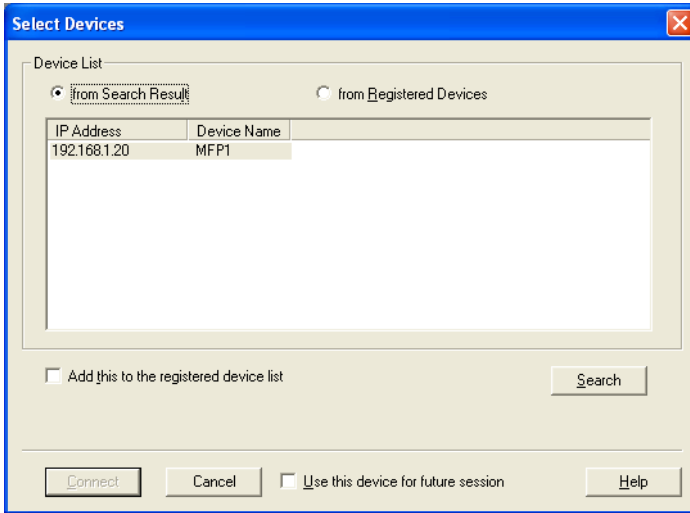 Select Devices
Device List
from Search Result
from Registered Devices
IP Address Device Name
192.168.1.20 MFP1
Add this to the registered device list
Search
Connect Cancel Use this device for future session Help